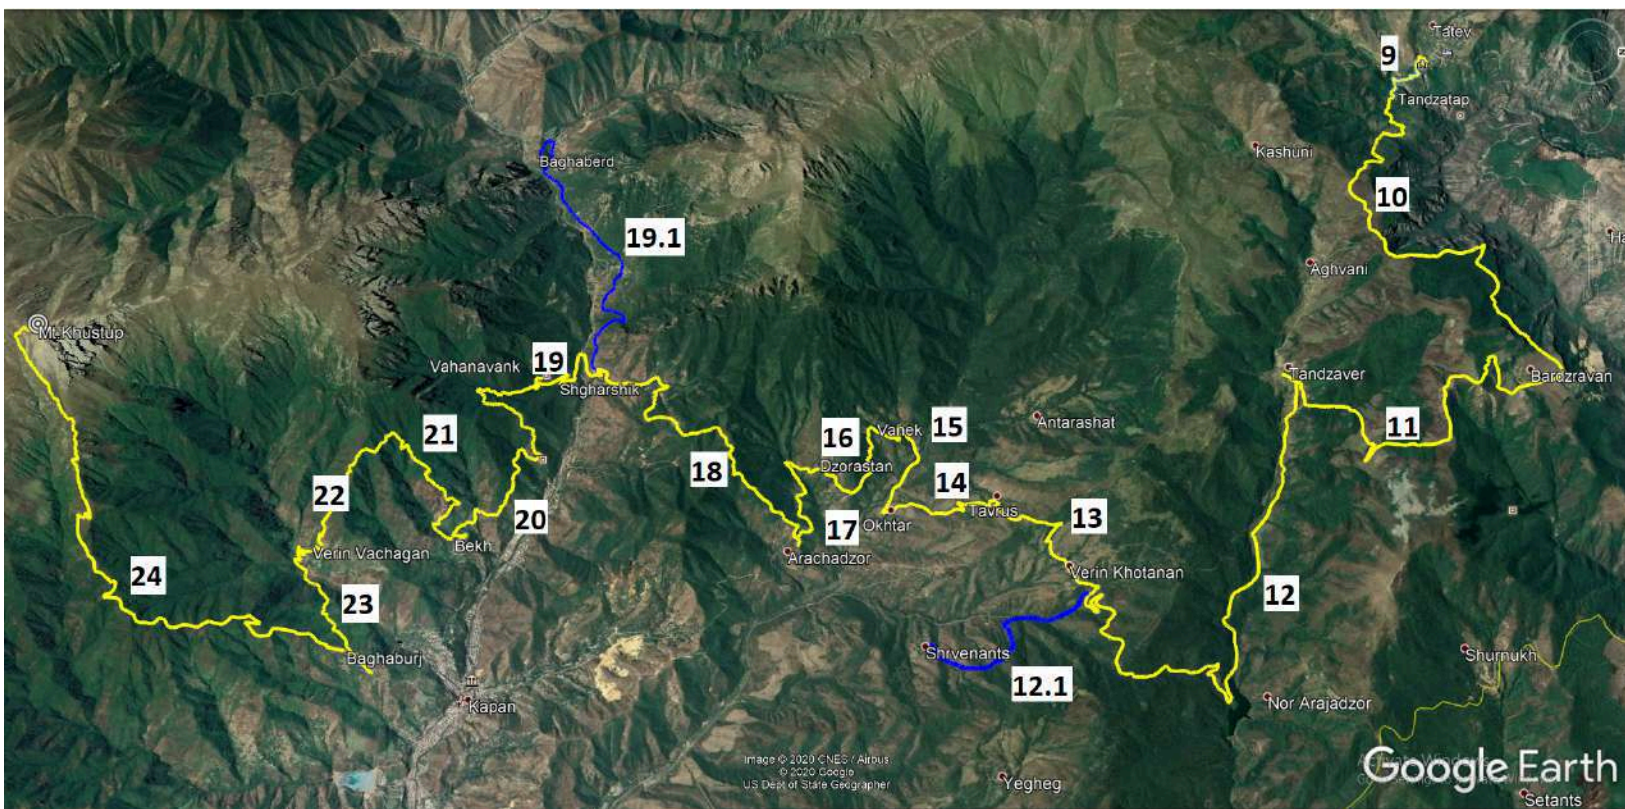 Tatev
9
Tandzatap
Kashuni
Baghaberd
10
19.1
Aghvani
Mt.Khustup
Vahanavank
19
Shgharshik
Tandzaver
Bardzravan
21
16
Vanek
15
Antarashat
11
Dzorastan
18
22
14
20
17
Okhtar
Tavrus
13
Verin Vachagan
Bekh
Arachadzor
Verin Khotanan
24
23
12
Baghaburj
Shrvenants
12.1
Shurnukh
Kapan
Nor Arajadzor
Image © 2020 CNES / Airbus
© 2020 Google
US Dept of State Geographer
Yegheg
Google Earth
Setants